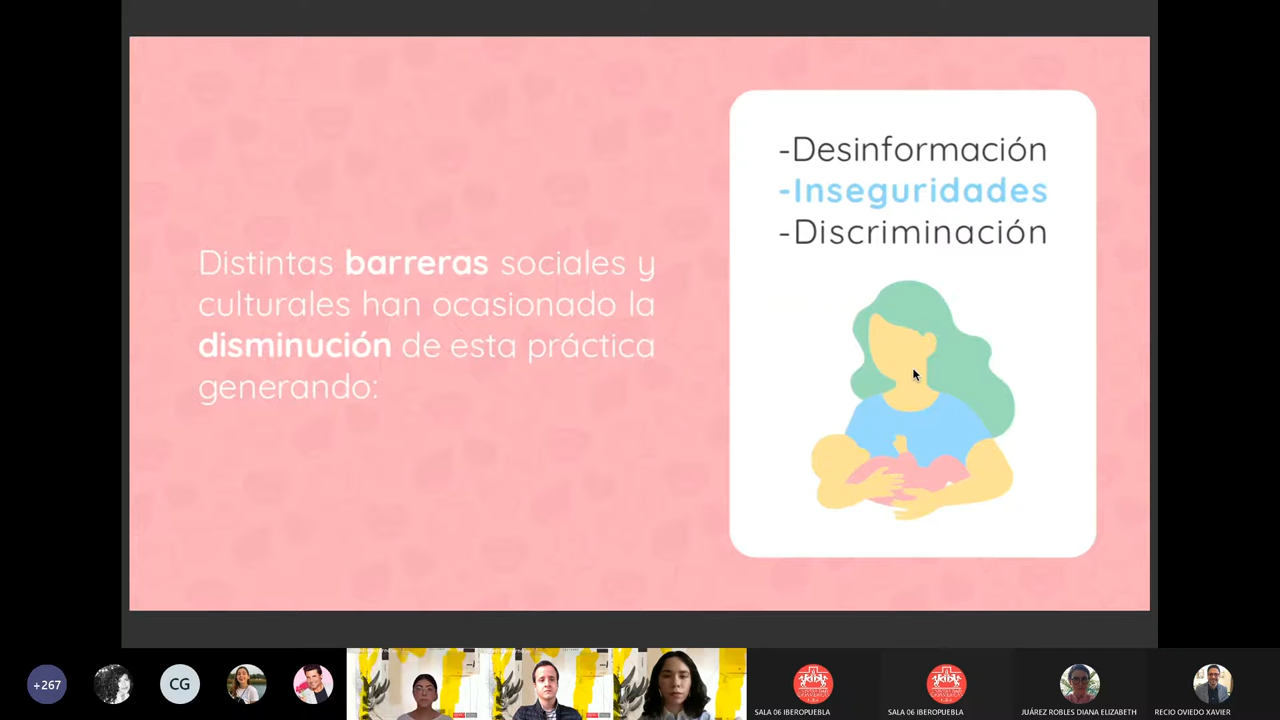 Distintas barreras sociales y
culturales han ocasionado la
disminución de esta práctica
generando:
-Desinformación
-Inseguridades
-Discriminación
+267
CG
SALA 06 IBEROPUEBLA
SALA 06 IBEROPUEBLA
JUÁREZ ROBLES DIANA ELIZABETH
RECIO OVIEDO XAVIER